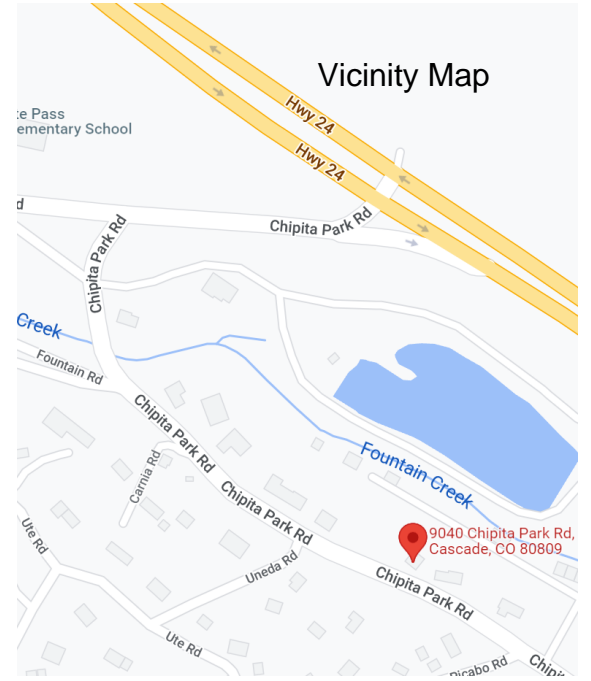 Vicinity Map
Hwy 24
te Pass
ementary School
Hwy 24
d
Chipita Park Rd
Chipita Park Rd
Creek
Fountain Rd
Chipita Park Rd
Fountain Creek
Carnia Rd
Chipita Park Rd
Ute Rd
9040 Chipita Park Rd,
Cascade, CO 80809
Uneda Rd
Chipita Park Rd
Ute Rd
Picabo Rd
Chipit